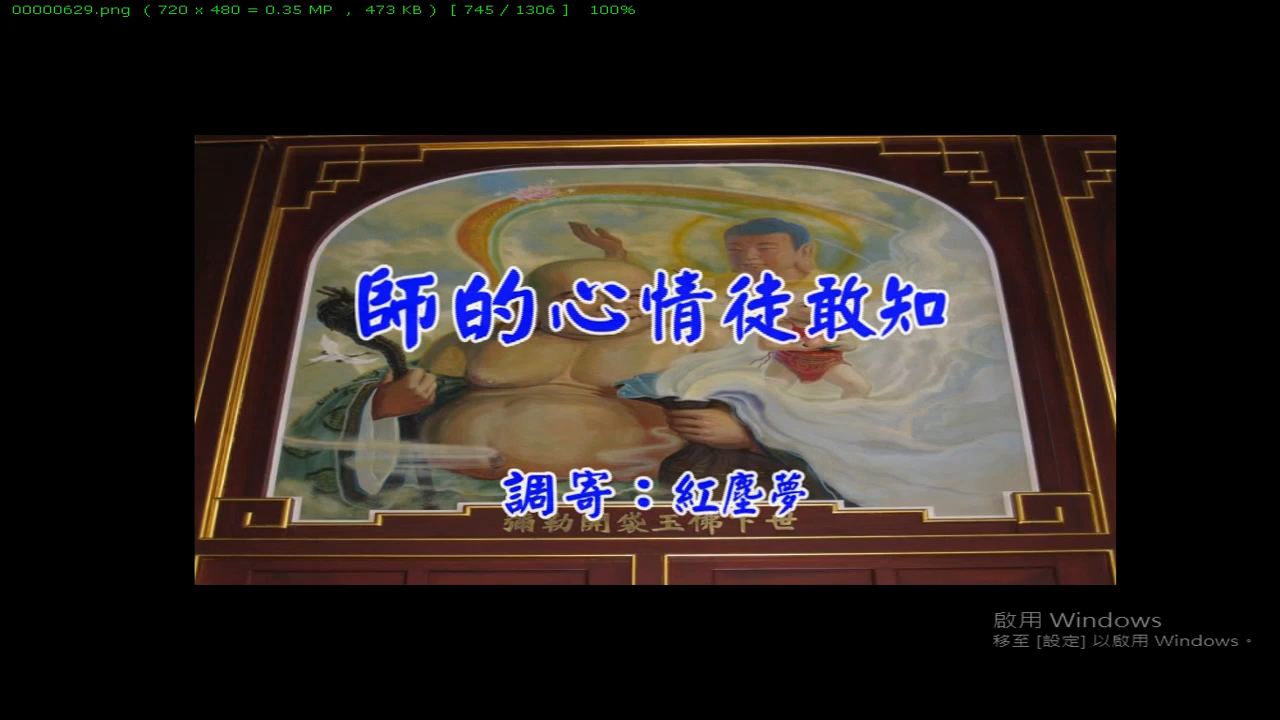 00000629.png ( 720 x 480 = 0.35 MP , 473 KB ) [ 745 / 1306 ] 100%
師的心情徒敢知
調寄：紅塵夢
彌勒開袋玉佛下世
啟用 Windows
移至 [設定] 以啟用 Windows。